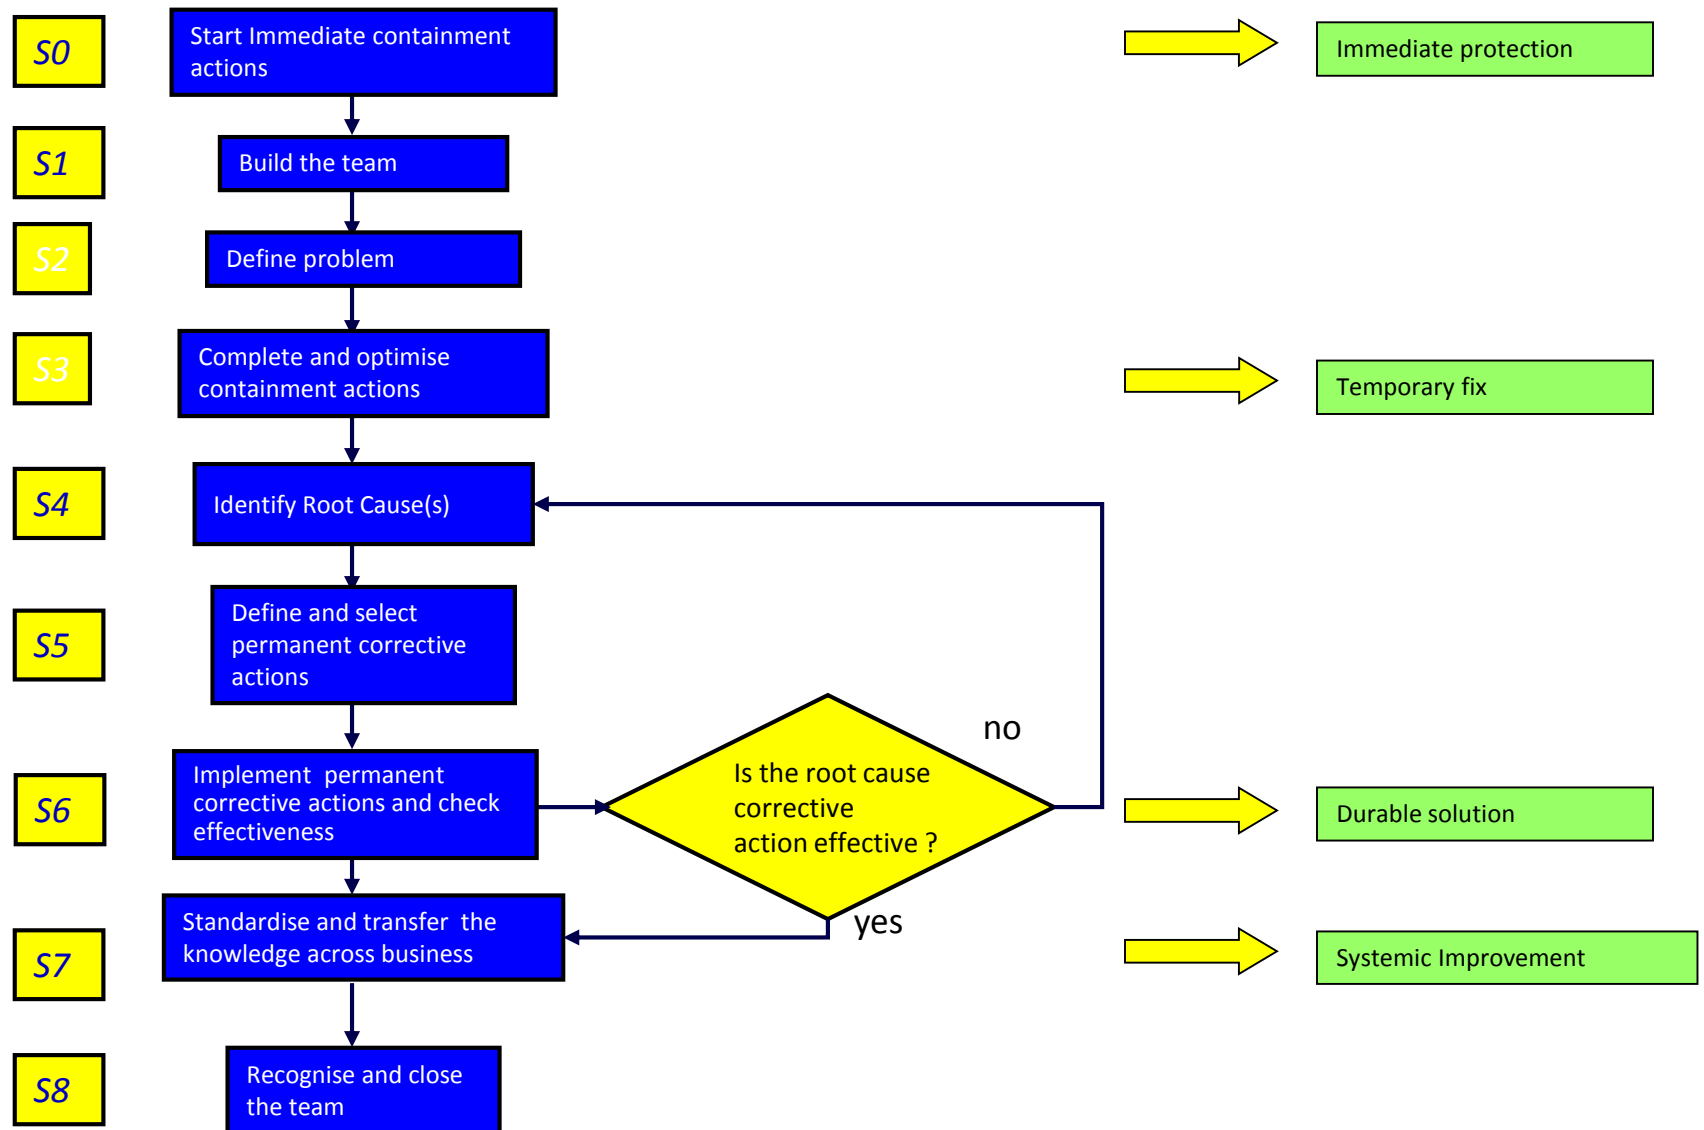 S0
Start Immediate containment
actions
Immediate protection
S1
Build the team
S2
Define problem
S3
Complete and optimise
containment actions
Temporary fix
S4
Identify Root Cause(s)
S5
Define and select
permanent corrective
actions
no
S6
Implement permanent
corrective actions and check
effectiveness
Is the root cause
corrective
action effective ?
Durable solution
yes
S7
Standardise and transfer the
knowledge across business
Systemic Improvement
S8
Recognise and close
the team